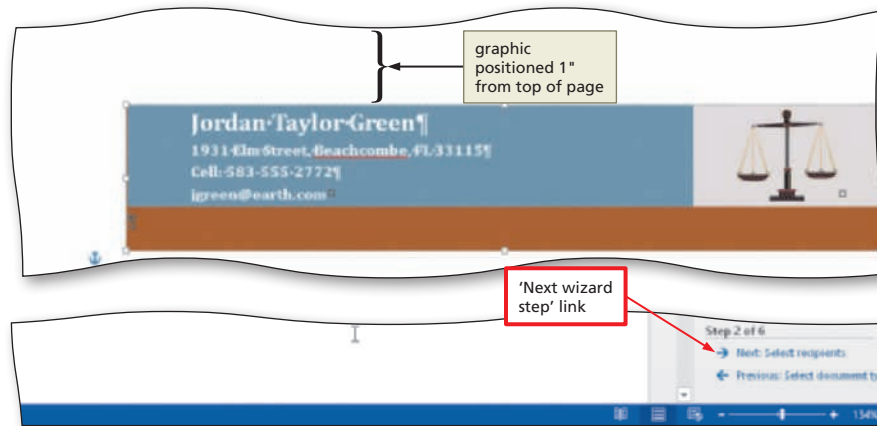 graphic
positioned 1"
from top of page
Jordan·Taylor·Green¶
1931·Elm·Street,·Beachcombe,·FL·33115¶
Cell:·583-555-2772¶
jgreen@earth.com¤
¶
¤
'Next wizard
step' link
Step 2 of 6
→ Next: Select recipients
← Previous: Select document ty
- + 154%